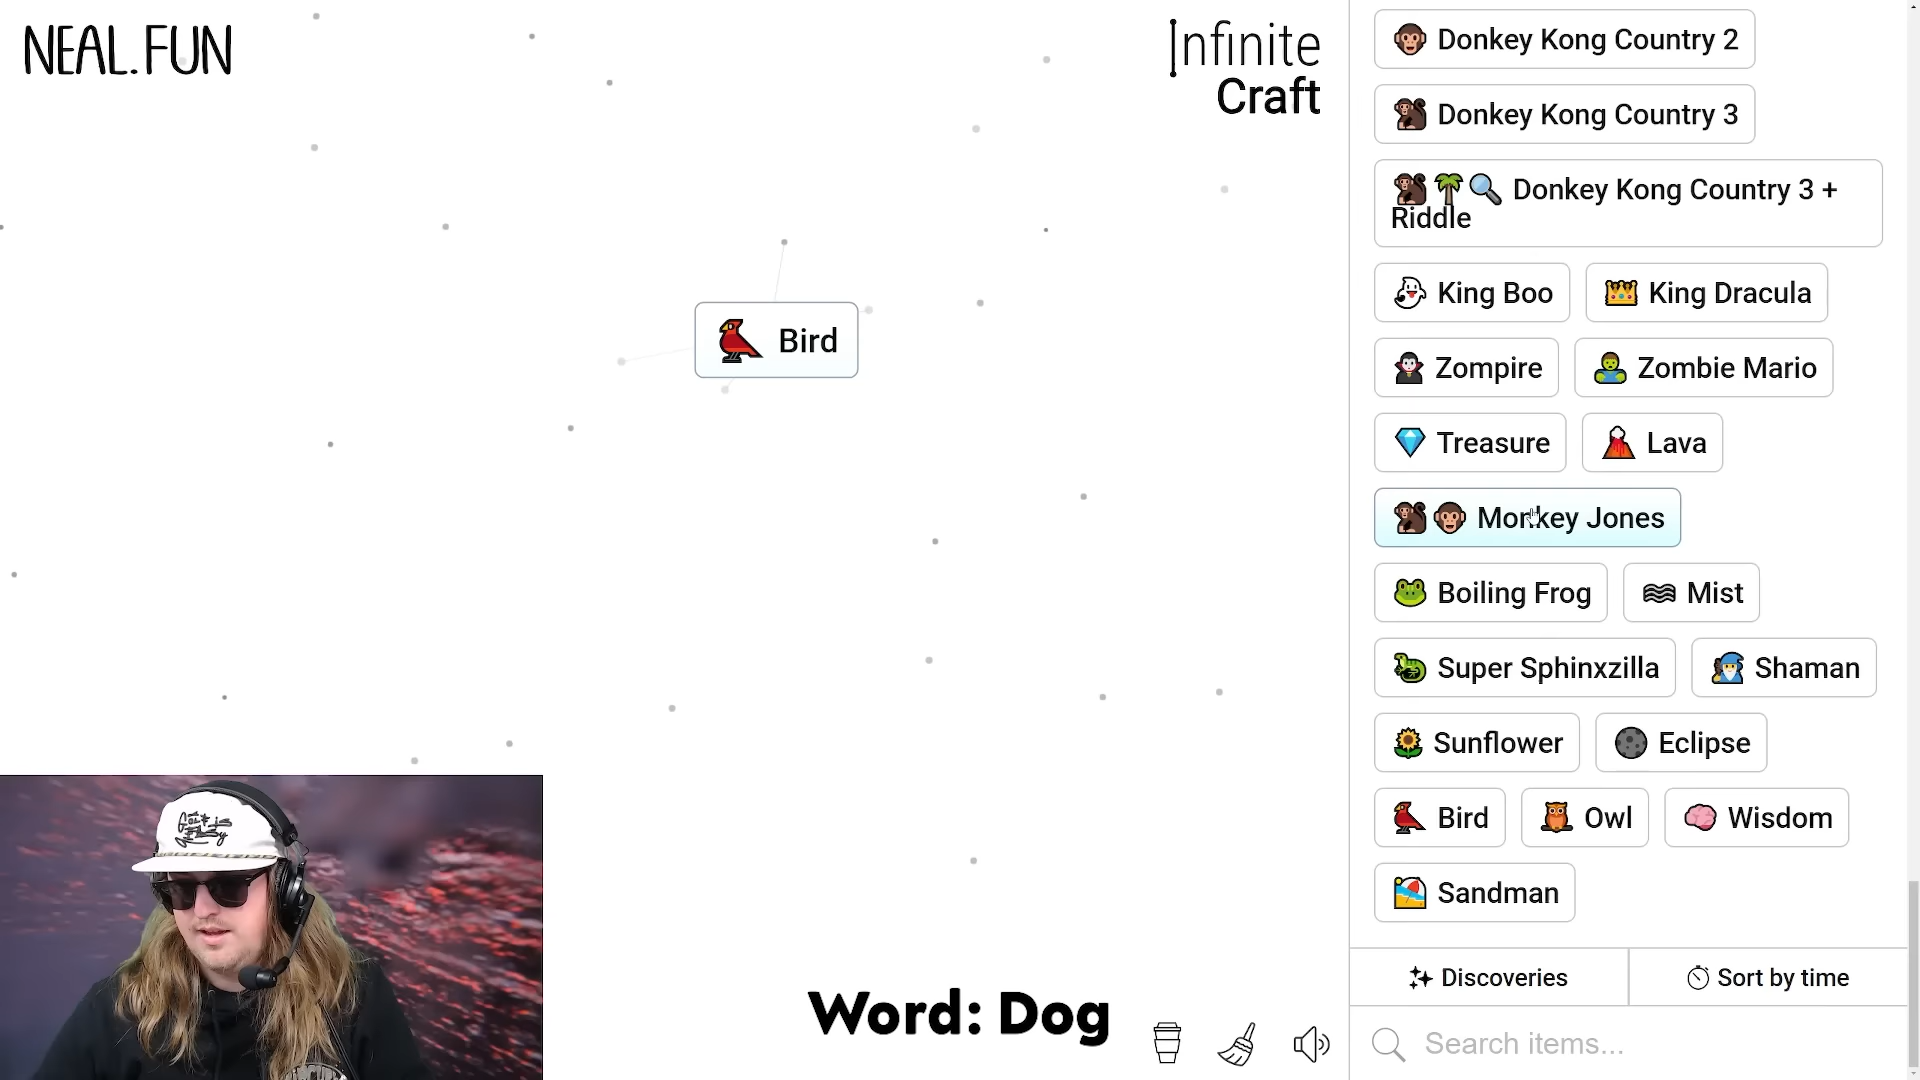 NEAL.FUN
Infinite
Craft
Bird
Donkey Kong Country 2
Donkey Kong Country 3
Donkey Kong Country 3 +
Riddle
King Boo
King Dracula
Zompire
Zombie Mario
Treasure
Lava
Monkey Jones
Boiling Frog
Mist
Super Sphinxzilla
Shaman
Sunflower
Eclipse
Bird
Owl
Wisdom
Sandman
Discoveries
Sort by time
Search items...
Word: Dog